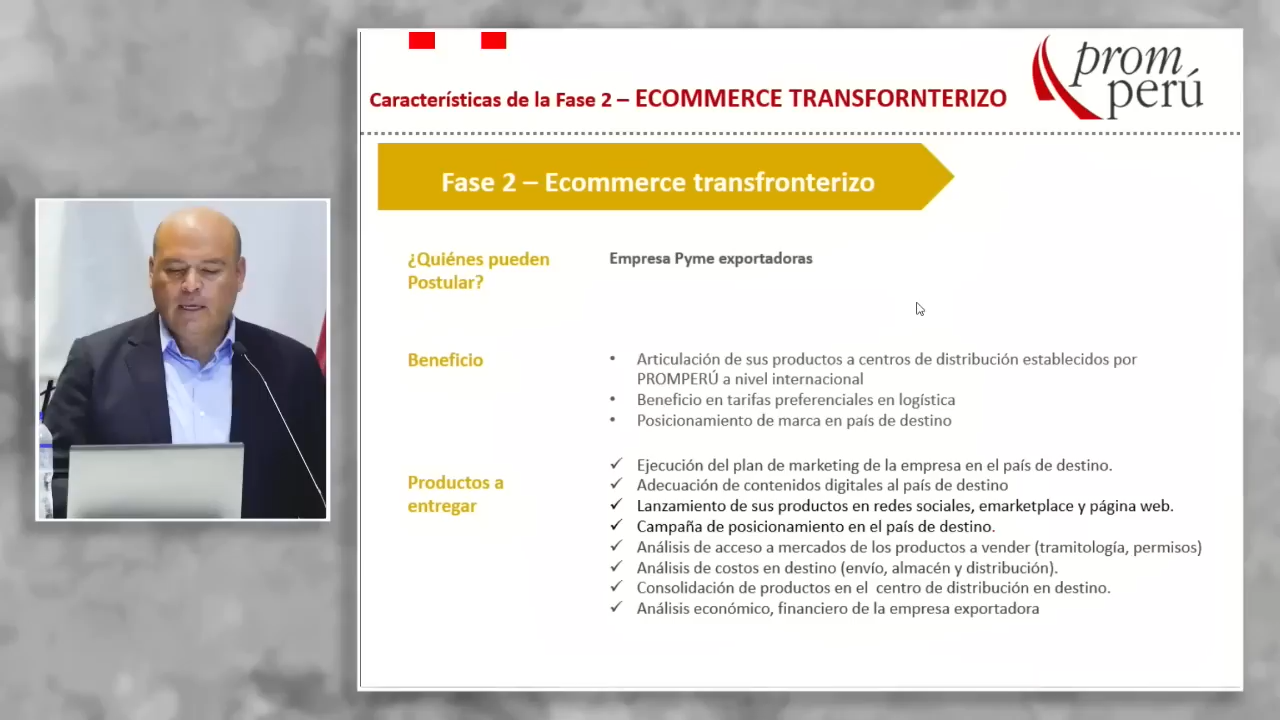 prom
perú
Características de la Fase 2 – ECOMMERCE TRANSFORNTERIZO
Fase 2 – Ecommerce transfronterizo
¿Quiénes pueden
Postular?
Empresa Pyme exportadoras
Beneficio
• Articulación de sus productos a centros de distribución establecidos por
PROMPERÚ a nivel internacional
• Beneficio en tarifas preferenciales en logística
• Posicionamiento de marca en país de destino
Productos a
entregar
✓ Ejecución del plan de marketing de la empresa en el país de destino.
✓ Adecuación de contenidos digitales al país de destino
✓ Lanzamiento de sus productos en redes sociales, emarketplace y página web.
✓ Campaña de posicionamiento en el país de destino.
✓ Análisis de acceso a mercados de los productos a vender (tramitología, permisos)
✓ Análisis de costos en destino (envío, almacén y distribución).
✓ Consolidación de productos en el centro de distribución en destino.
✓ Análisis económico, financiero de la empresa exportadora